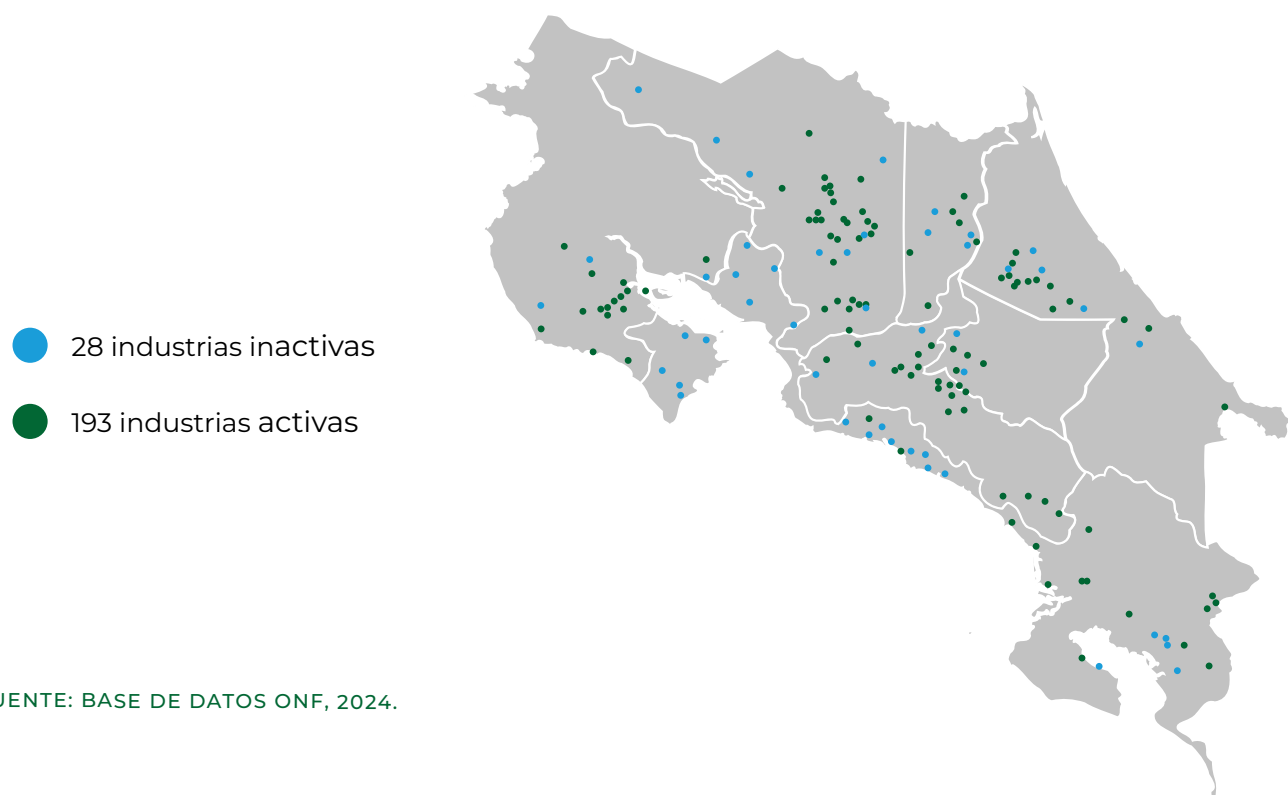 28 industrias inactivas
193 industrias activas
UENTE: BASE DE DATOS ONF, 2024.